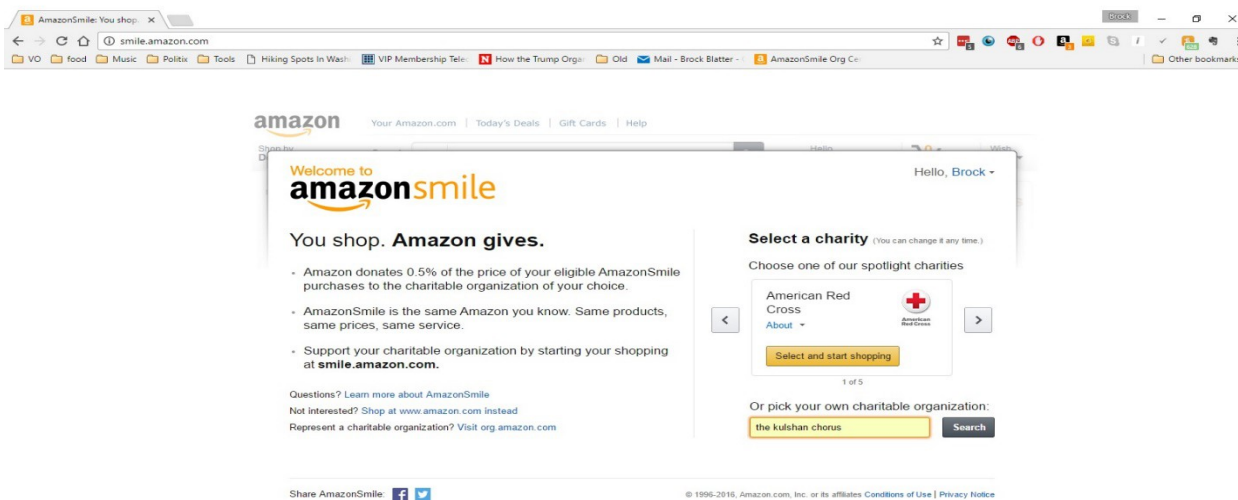 AmazonSmile: You shop.
Brock
smile.amazon.com
VO food Music Politix Tools Hiking Spots In Wash VIP Membership Tele N How the Trump Orga Old Mail - Brock Blatter - AmazonSmile Org Ce Other bookmarks
amazon
Your Amazon.com | Today's Deals | Gift Cards | Help
Shop by
Hello
Wish
Welcome to
amazonsmile
Hello, Brock
You shop. Amazon gives.
• Amazon donates 0.5% of the price of your eligible AmazonSmile
purchases to the charitable organization of your choice.
• AmazonSmile is the same Amazon you know. Same products,
same prices, same service.
• Support your charitable organization by starting your shopping
at smile.amazon.com.
Questions? Learn more about AmazonSmile
Not interested? Shop at www.amazon.com instead
Represent a charitable organization? Visit org.amazon.com
Select a charity (You can change it any time.)
Choose one of our spotlight charities
American Red
Cross
About
American
Red Cross
Select and start shopping
1 of 5
Or pick your own charitable organization:
the kulshan chorus
Search
Share AmazonSmile:
© 1996-2016, Amazon.com, Inc. or its affiliates Conditions of Use | Privacy Notice